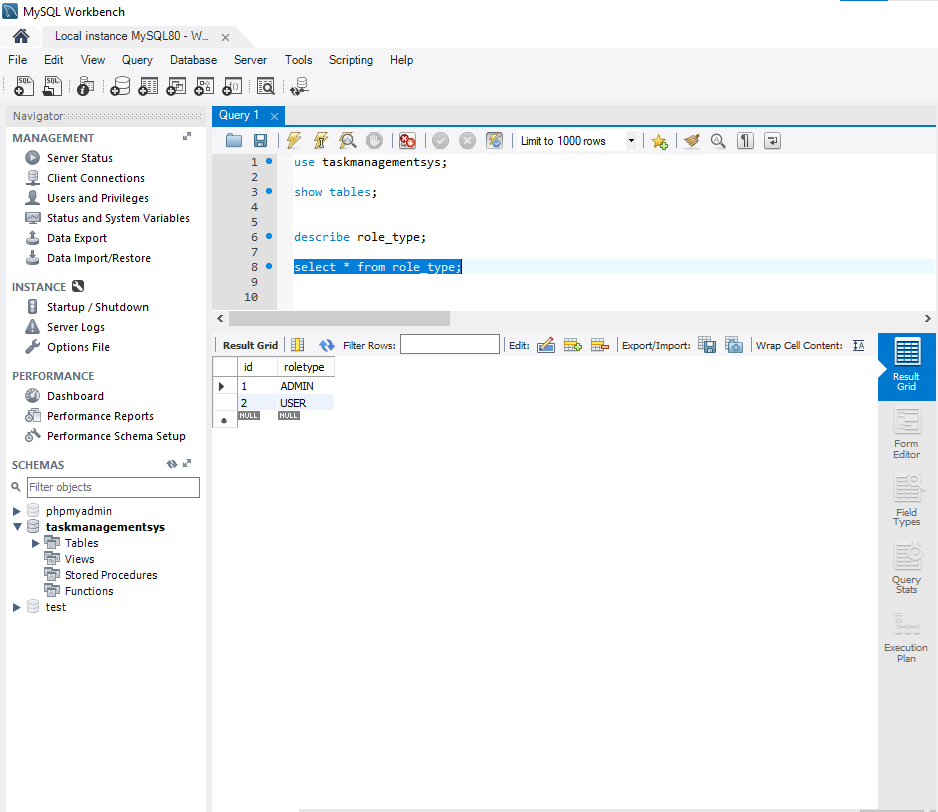 MySQL Workbench
Local instance MySQL80 - W... ×
File Edit View Query Database Server Tools Scripting Help
Navigator
Query 1 ×
MANAGEMENT
Server Status
Client Connections
Users and Privileges
Status and System Variables
Data Export
Data Import/Restore
INSTANCE
Startup / Shutdown
Server Logs
Options File
PERFORMANCE
Dashboard
Performance Reports
Performance Schema Setup
SCHEMAS
Filter objects
phpmyadmin
taskmanagementsys
Tables
Views
Stored Procedures
Functions
test
Limit to 1000 rows
1 use taskmanagementsys;
2
3 show tables;
4
5
6 describe role_type;
7
8 select * from role_type;
9
10
Result Grid Filter Rows: Edit: Export/Import: Wrap Cell Content:
id roletype
1 ADMIN
2 USER
NULL NULL
Result
Grid
Form
Editor
Field
Types
Query
Stats
Execution
Plan